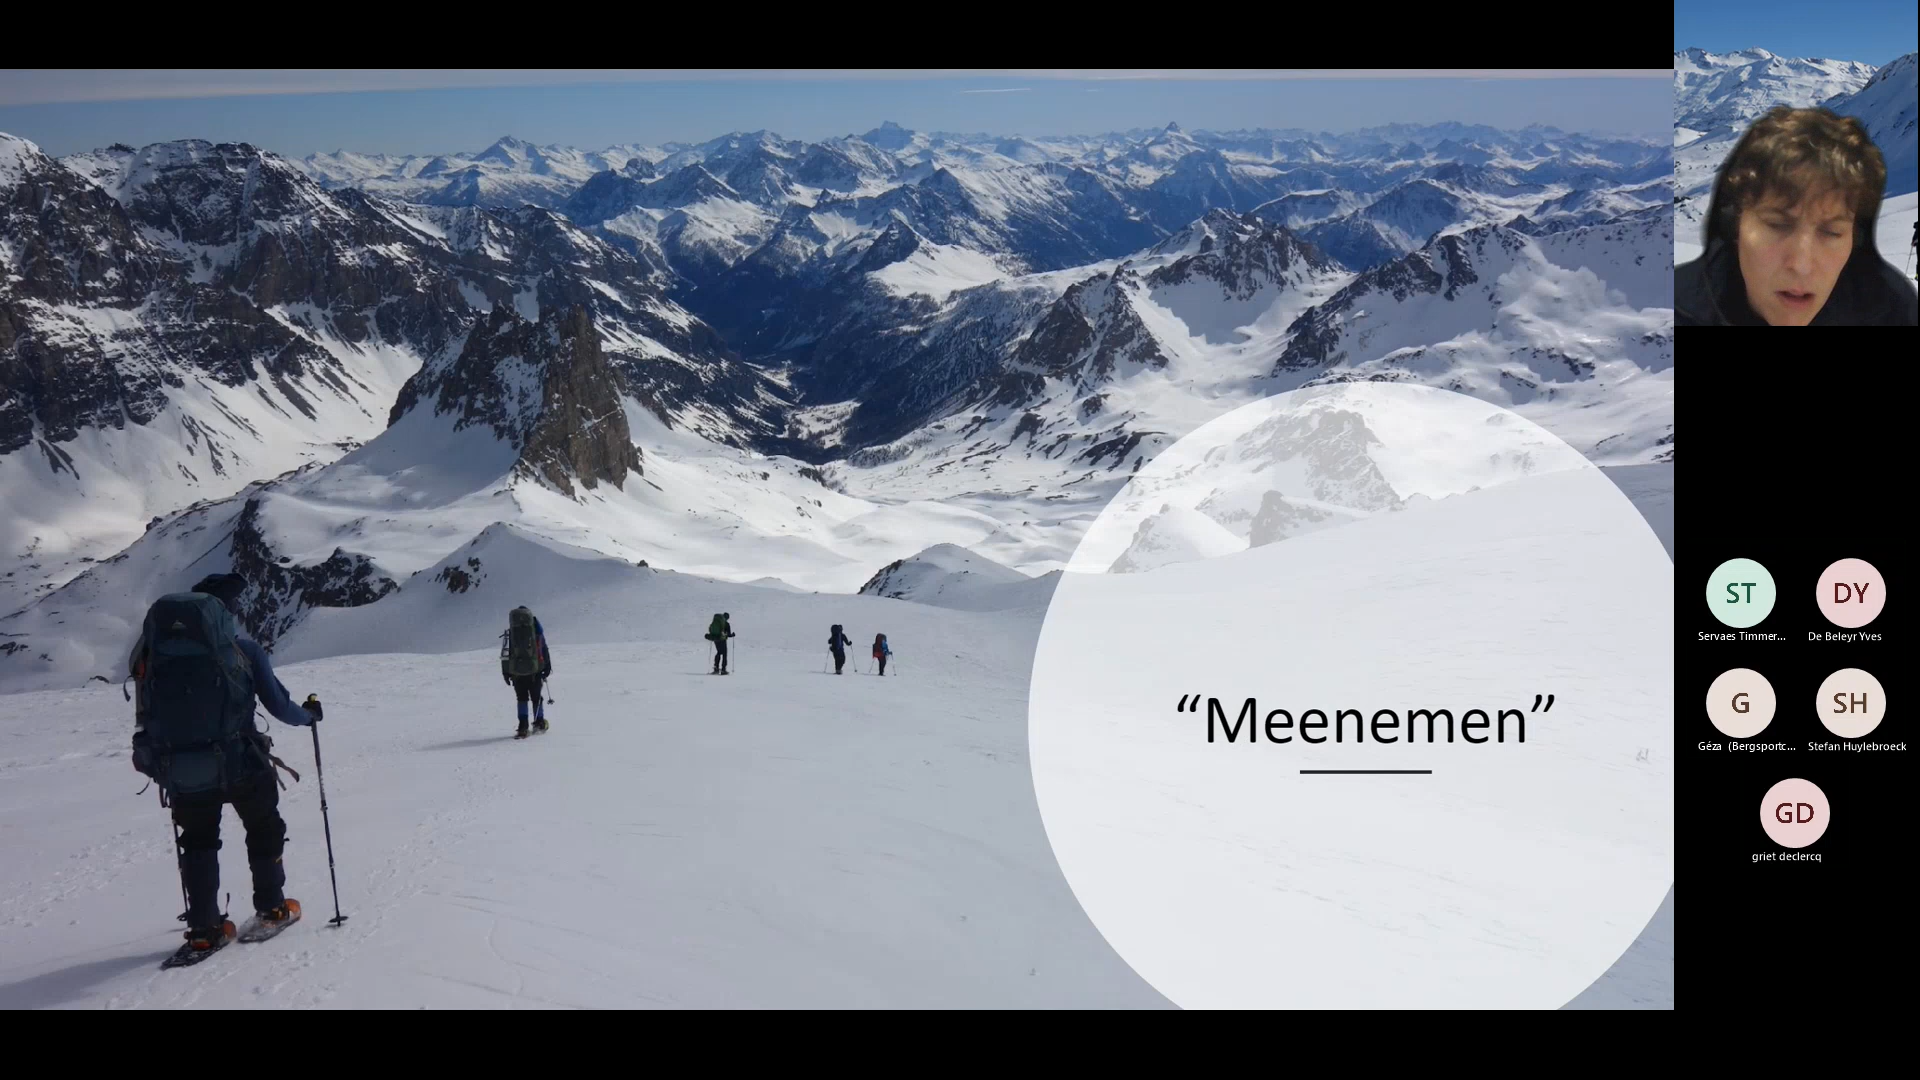 “Meenemen”
ST
DY
Servaes Timmer...
De Beleyr Yves
G
SH
Géza (Bergsportc...
Stefan Huylebroeck
GD
griet declercq